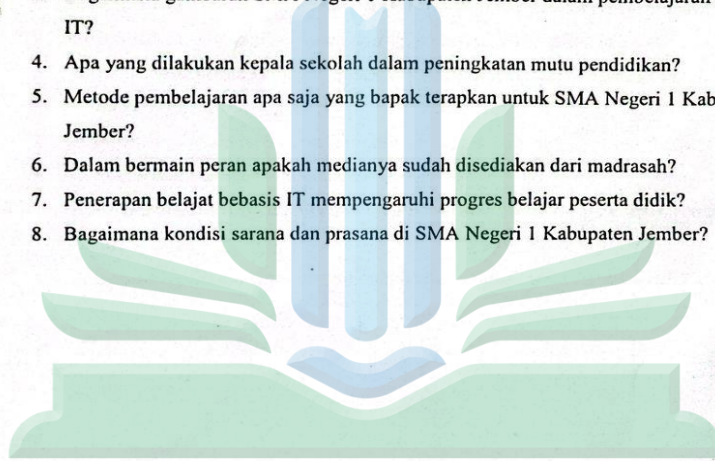 IT?
4. Apa yang dilakukan kepala sekolah dalam peningkatan mutu pendidikan?
5. Metode pembelajaran apa saja yang bapak terapkan untuk SMA Negeri 1 Kab
Jember?
6. Dalam bermain peran apakah medianya sudah disediakan dari madrasah?
7. Penerapan belajat bebasis IT mempengaruhi progres belajar peserta didik?
8. Bagaimana kondisi sarana dan prasana di SMA Negeri 1 Kabupaten Jember?